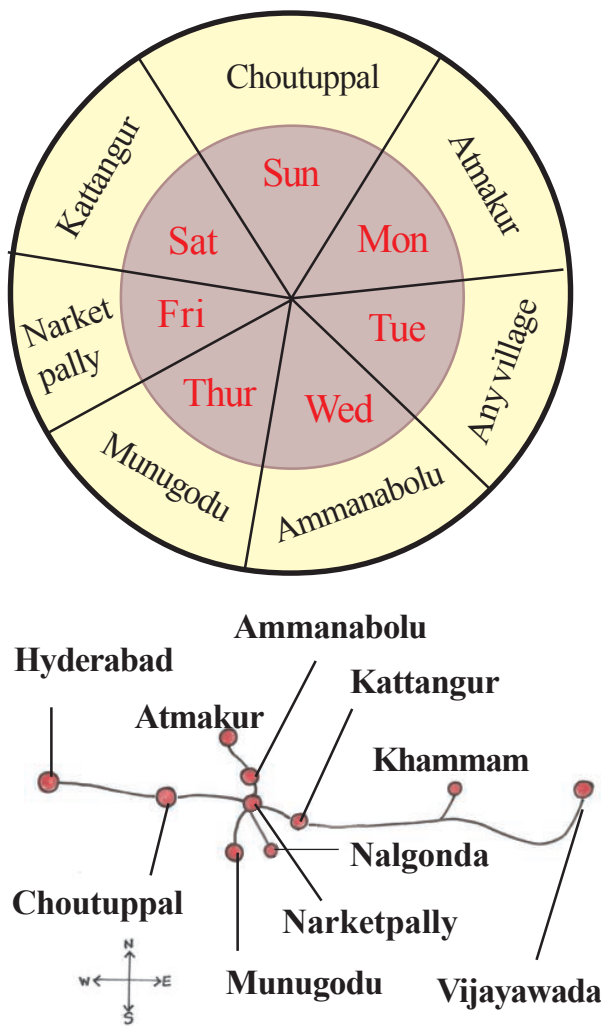 Choutuppal
Kattangur
Atmakur
Sun
Sat
Mon
Narket
pally
Fri
Tue
Any village
Thur
Wed
Munugodu
Ammanabolu
Ammanabolu
Hyderabad
Kattangur
Atmakur
Khammam
Nalgonda
Choutuppal
Narketpally
Munugodu
Vijayawada
N
W
E
S